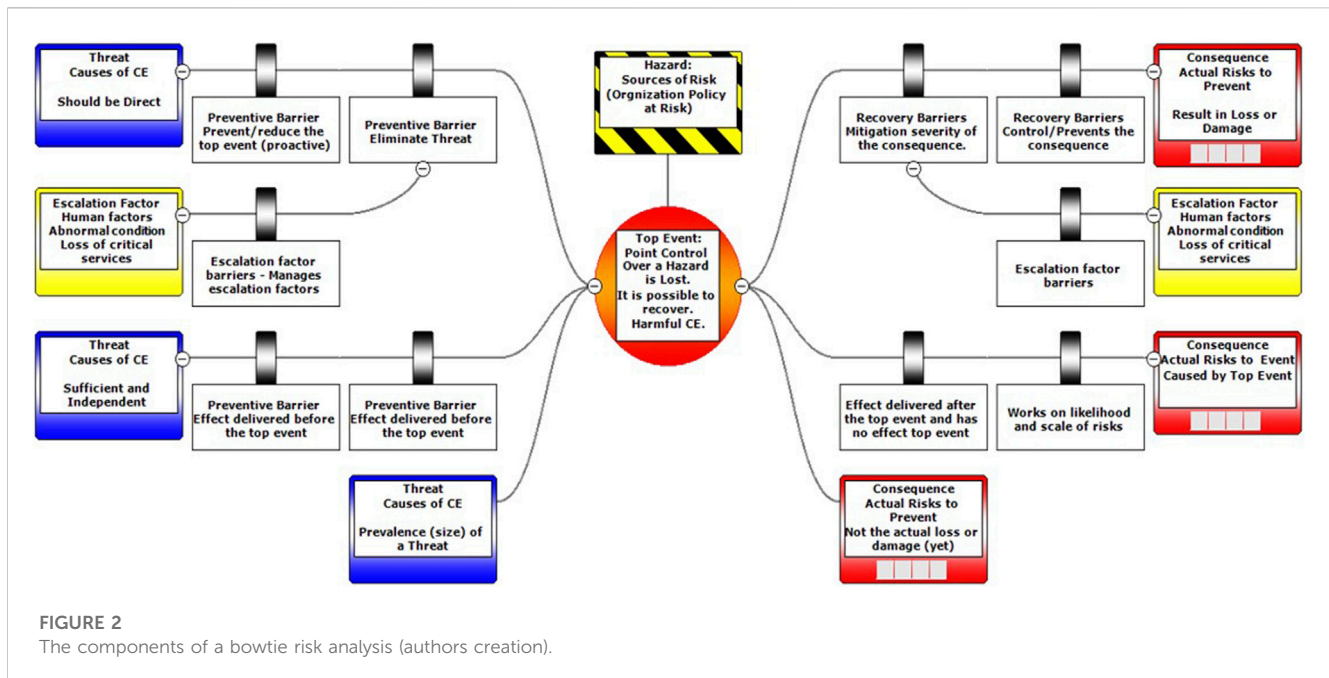 Threat
Causes of CE
Should be Direct
Preventive Barrier
Prevent/reduce the
top event (proactive)
Preventive Barrier
Eliminate Threat
Hazard:
Sources of Risk
(Orgnization Policy
at Risk)
Recovery Barriers
Mitigation severity of
the consequence.
Recovery Barriers
Control/Prevents the
consequence
Consequence
Actual Risks to
Prevent
Result in Loss or
Damage
Escalation Factor
Human factors
Abnormal condition
Loss of critical
services
Escalation factor
barriers - Manages
escalation factors
Top Event:
Point Control
Over a Hazard
is Lost.
It is possible to
recover.
Harmful CE.
Escalation factor
barriers
Escalation Factor
Human factors
Abnormal condition
Loss of critical
services
Threat
Causes of CE
Sufficient and
Independent
Preventive Barrier
Effect delivered before
the top event
Preventive Barrier
Effect delivered before
the top event
Effect delivered after
the top event and has
no effect top event
Works on likelihood
and scale of risks
Consequence
Actual Risks to Event
Caused by Top Event
Threat
Causes of CE
Prevalence (size) of
a Threat
Consequence
Actual Risks to
Prevent
Not the actual loss or
damage (yet)
FIGURE 2
The components of a bowtie risk analysis (authors creation).